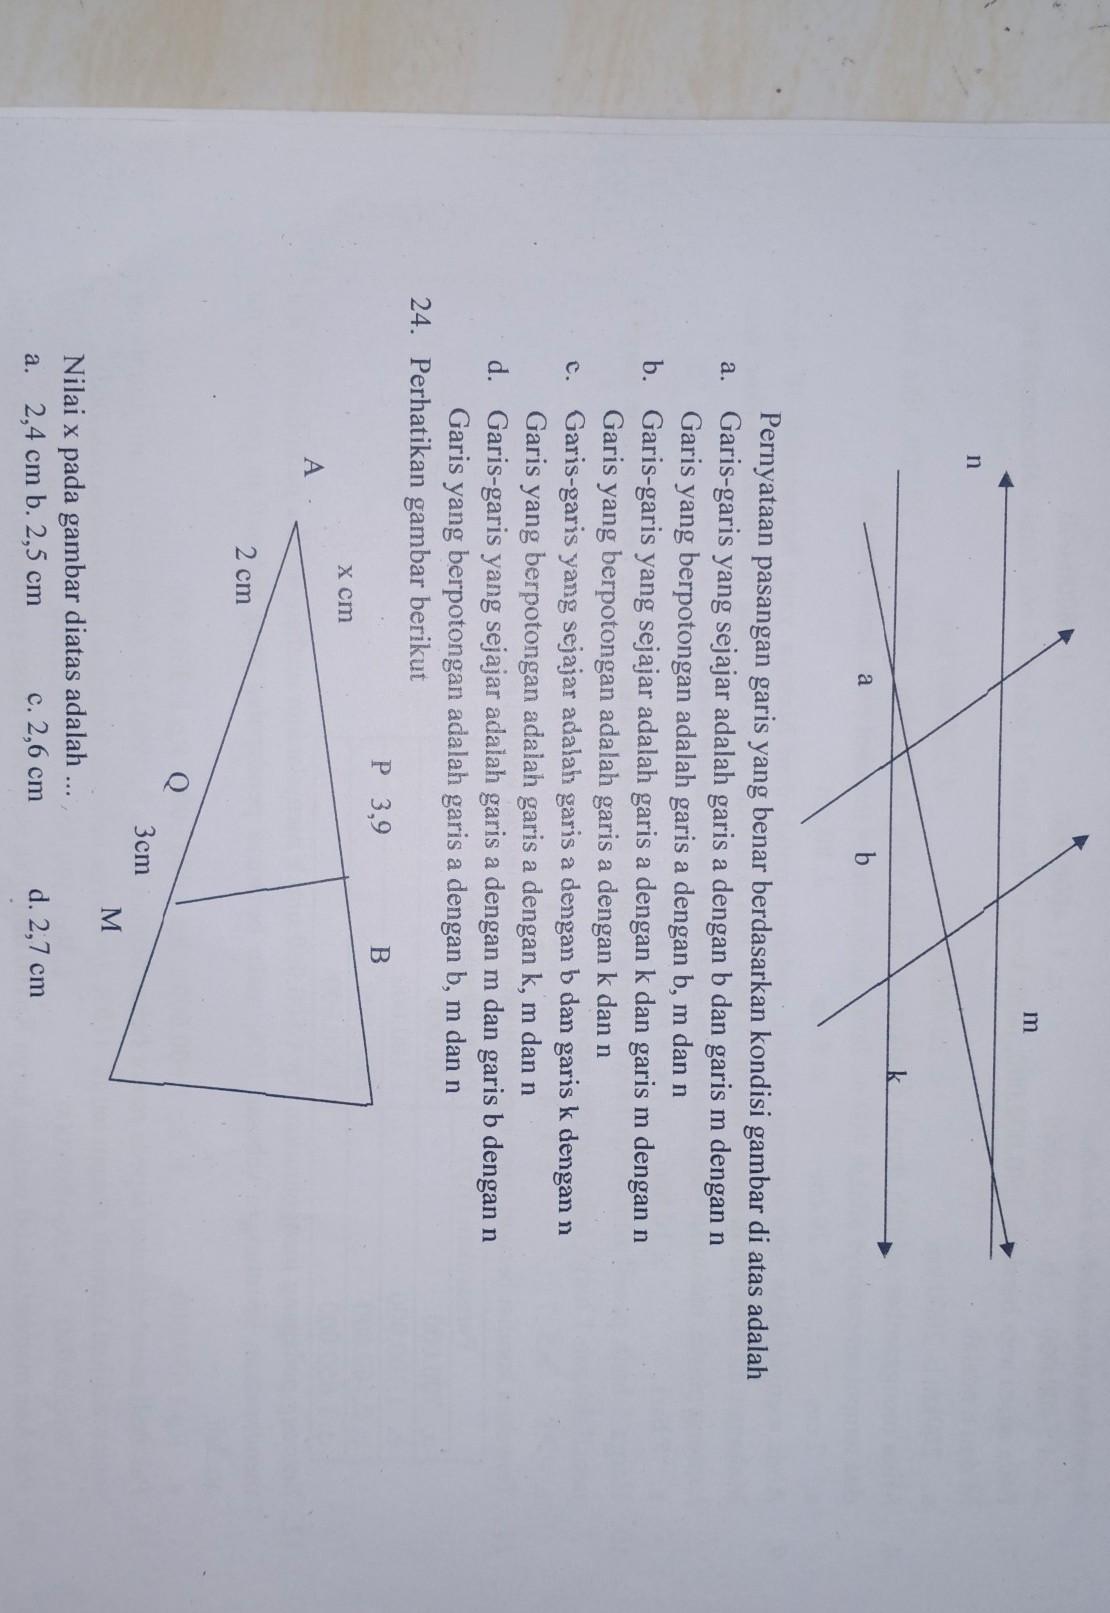 n
m
a
b
k
Pernyataan pasangan garis yang benar berdasarkan kondisi gambar di atas adalah
a. Garis-garis yang sejajar adalah garis a dengan b dan garis m dengan n
Garis yang berpotongan adalah garis a dengan b, m dan n
b. Garis-garis yang sejajar adalah garis a dengan k dan garis m dengan n
Garis yang berpotongan adalah garis a dengan k dan n
c. Garis-garis yang sejajar adalah garis a dengan b dan garis k dengan n
Garis yang berpotongan adalah garis a dengan k, m dan n
d. Garis-garis yang sejajar adalah garis a dengan m dan garis b dengan n
Garis yang berpotongan adalah garis a dengan b, m dan n
24. Perhatikan gambar berikut
P 3,9 B
x cm
A
2 cm
Q
3cm
M
Nilai x pada gambar diatas adalah ...
a. 2,4 cm b. 2,5 cm c. 2,6 cm d. 2,7 cm